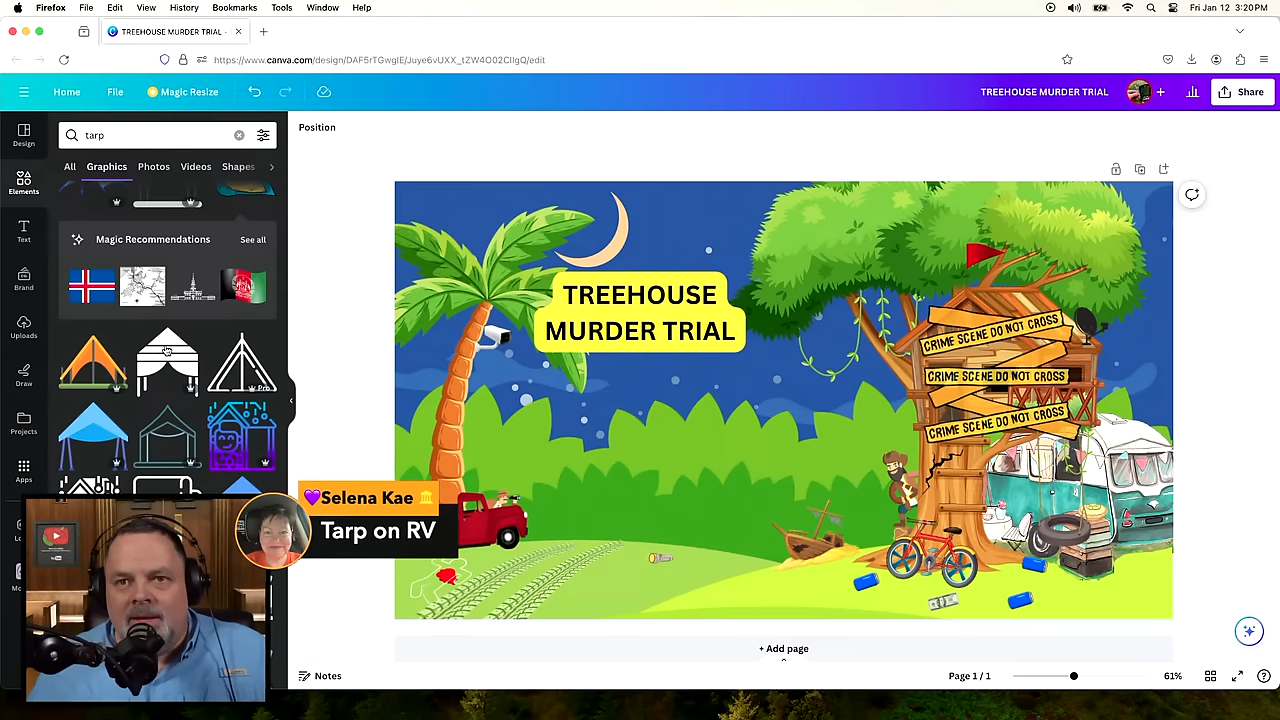 Firefox File Edit View History Bookmarks Tools Window Help
Fri Jan 12 3:20PM
TREEHOUSE MURDER TRIAL -
https://www.canva.com/design/DAF5rTGwgIE/Juye6vUXX_tZW4O02CIIgQ/edit
Home File Magic Resize
TREEHOUSE MURDER TRIAL
Share
Design
Elements
Text
Brand
Uploads
Draw
Projects
Apps
tarp
All Graphics Photos Videos Shapes
Magic Recommendations See all
Pro
Position
TREEHOUSE
MURDER TRIAL
CRIME SCENE DO NOT CROSS
CRIME SCENE DO NOT CROSS
CRIME SCENE DO NOT CROSS
Selena Kae
Tarp on RV
+ Add page
Notes
Page 1 / 1
61%